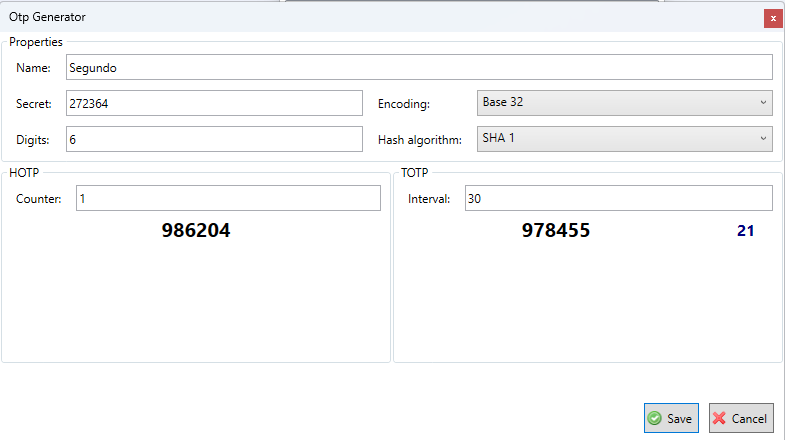 Otp Generator
x
Properties
Name: Segundo
Secret: 272364 Encoding: Base 32
Digits: 6 Hash algorithm: SHA 1
HOTP TOTP
Counter: 1 Interval: 30
986204 978455 21
Save Cancel